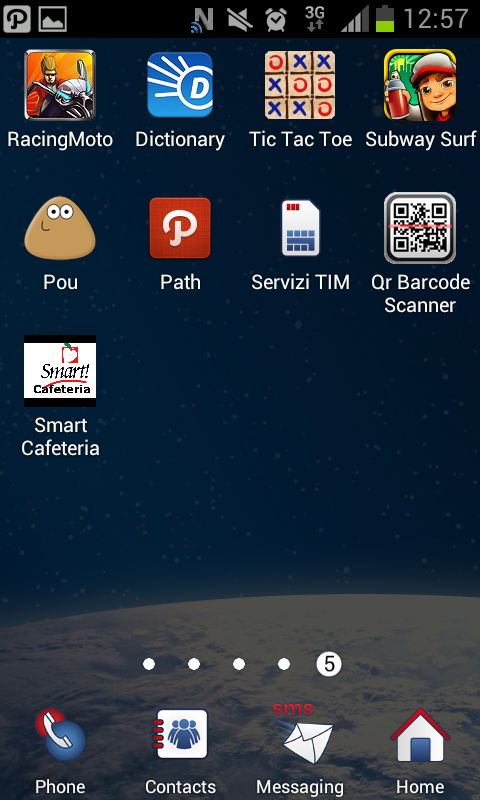 3G 12:57
RacingMoto Dictionary Tic Tac Toe Subway Surf
Pou Path Servizi TIM Qr Barcode
Scanner
Smart!
Cafeteria
Smart
Cafeteria
5
sms
Phone Contacts Messaging Home